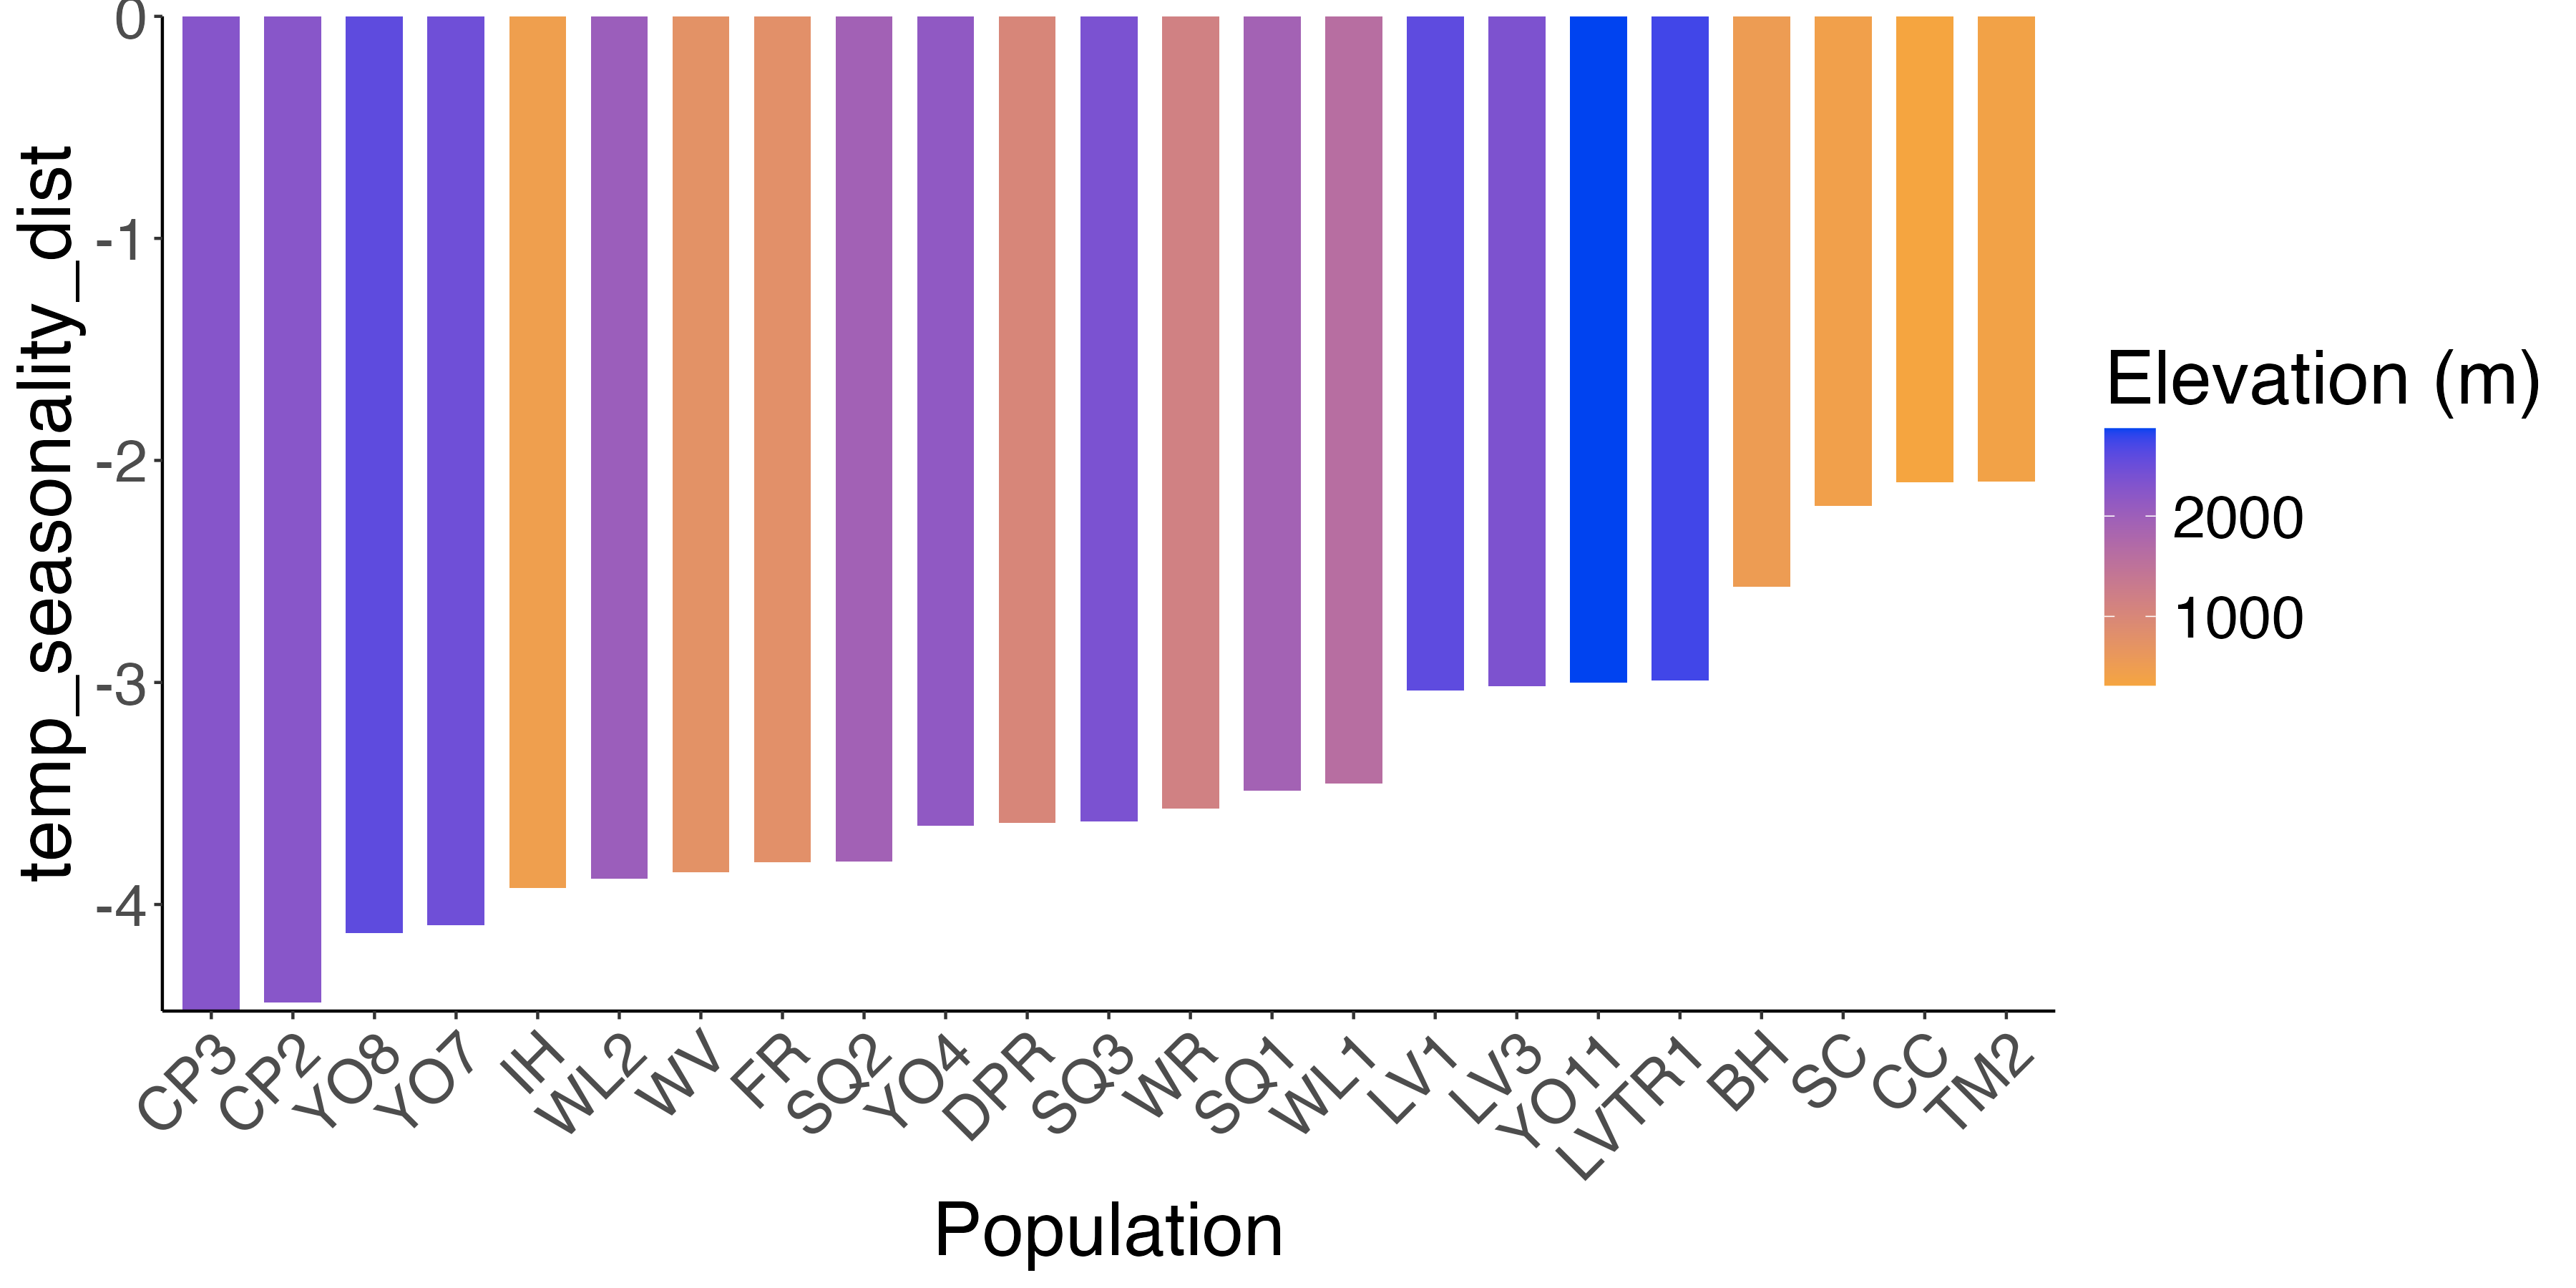 temp_seasonality_dist
0
-1
-2
-3
-4
CP3
CP2
YO8
YO7
IH
WL2
WV
FR
SQ2
YO4
DPR
SQ3
WR
SQ1
WL1
LV1
LV3
YO11
LVTR1
BH
SC
CC
TM2
Population
Elevation (m)
2000
1000